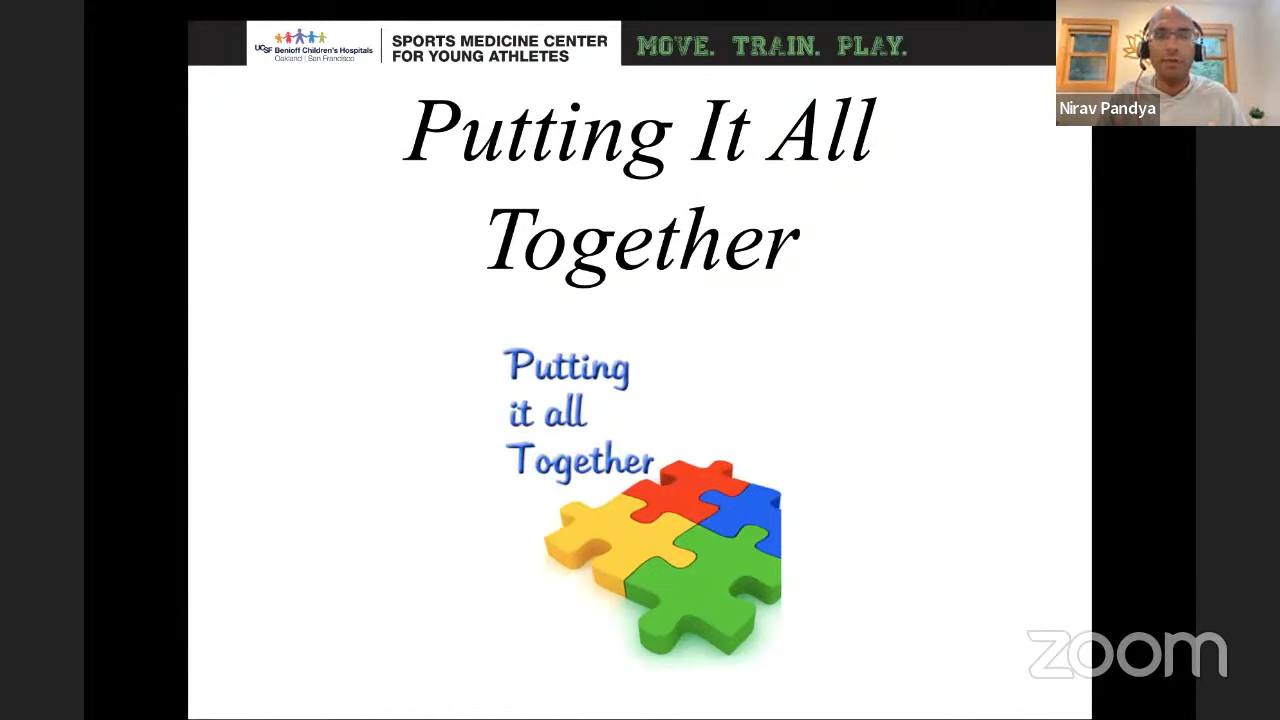 UCSF Benioff Children's Hospitals
Oakland | San Francisco
SPORTS MEDICINE CENTER
FOR YOUNG ATHLETES
MOVE. TRAIN. PLAY.
Nirav Pandya
Putting It All
Together
Putting
it all
Together
zoom